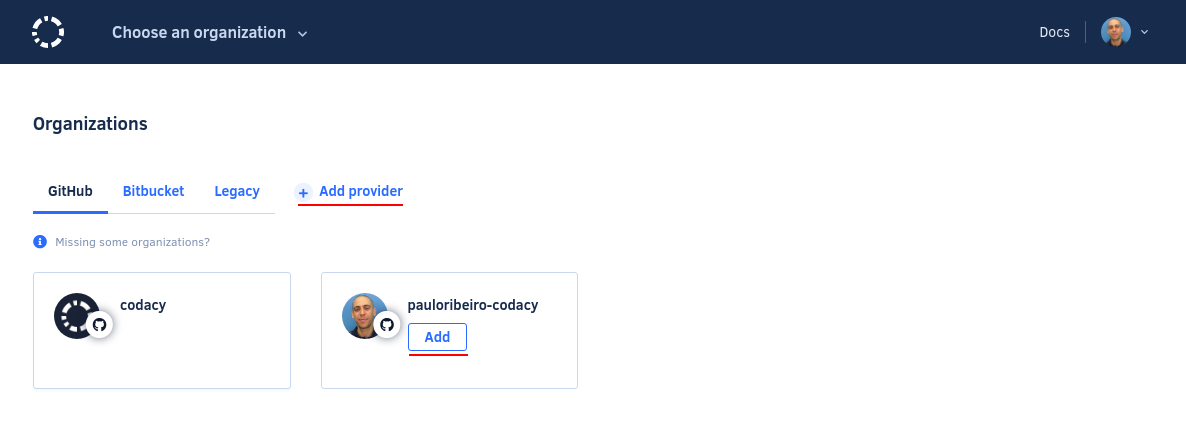 Choose an organization
Docs
Organizations
GitHub
Bitbucket
Legacy
+ Add provider
Missing some organizations?
codacy
pauloribeiro-codacy
Add